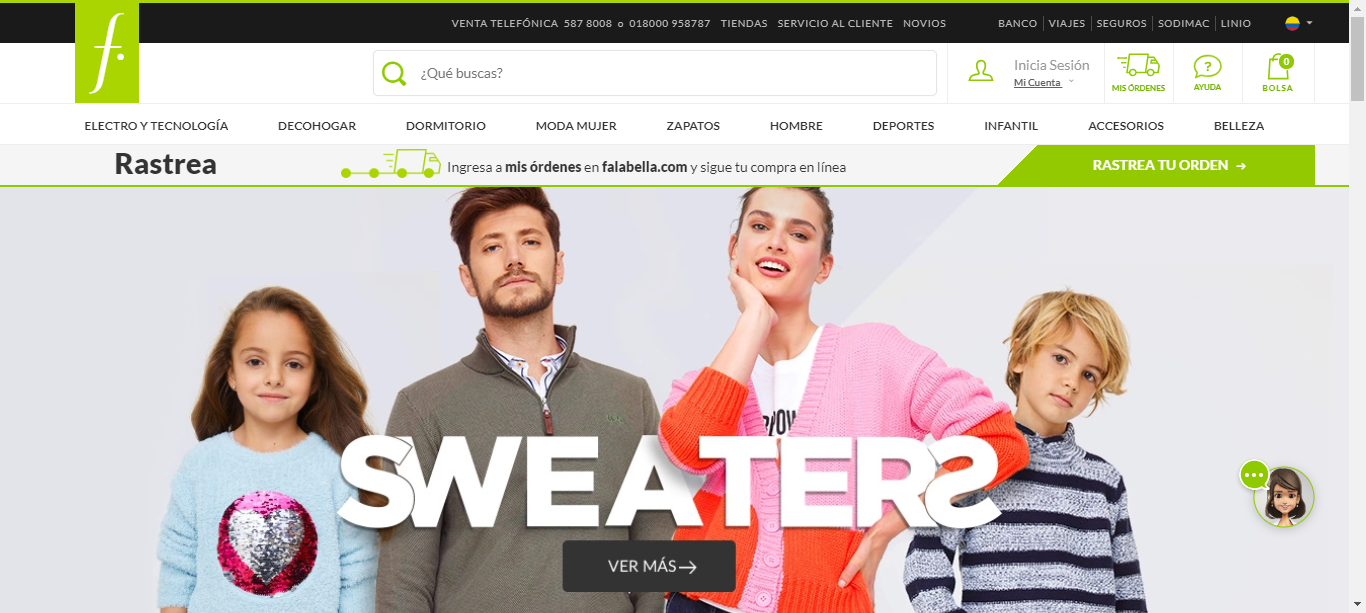 VENTA TELEFÓNICA 587 8008 o 018000 958787 TIENDAS SERVICIO AL CLIENTE NOVIOS BANCO VIAJES SEGUROS SODIMAC LINIO
f.
¿Qué buscas?
Inicia Sesión
Mi Cuenta
MIS ÓRDENES
?
AYUDA
0
BOLSA
ELECTRO Y TECNOLOGÍA DECOHOGAR DORMITORIO MODA MUJER ZAPATOS HOMBRE DEPORTES INFANTIL ACCESORIOS BELLEZA
Rastrea Ingresa a mis órdenes en falabella.com y sigue tu compra en línea RASTREA TU ORDEN →
SWEATERS
VER MÁS→